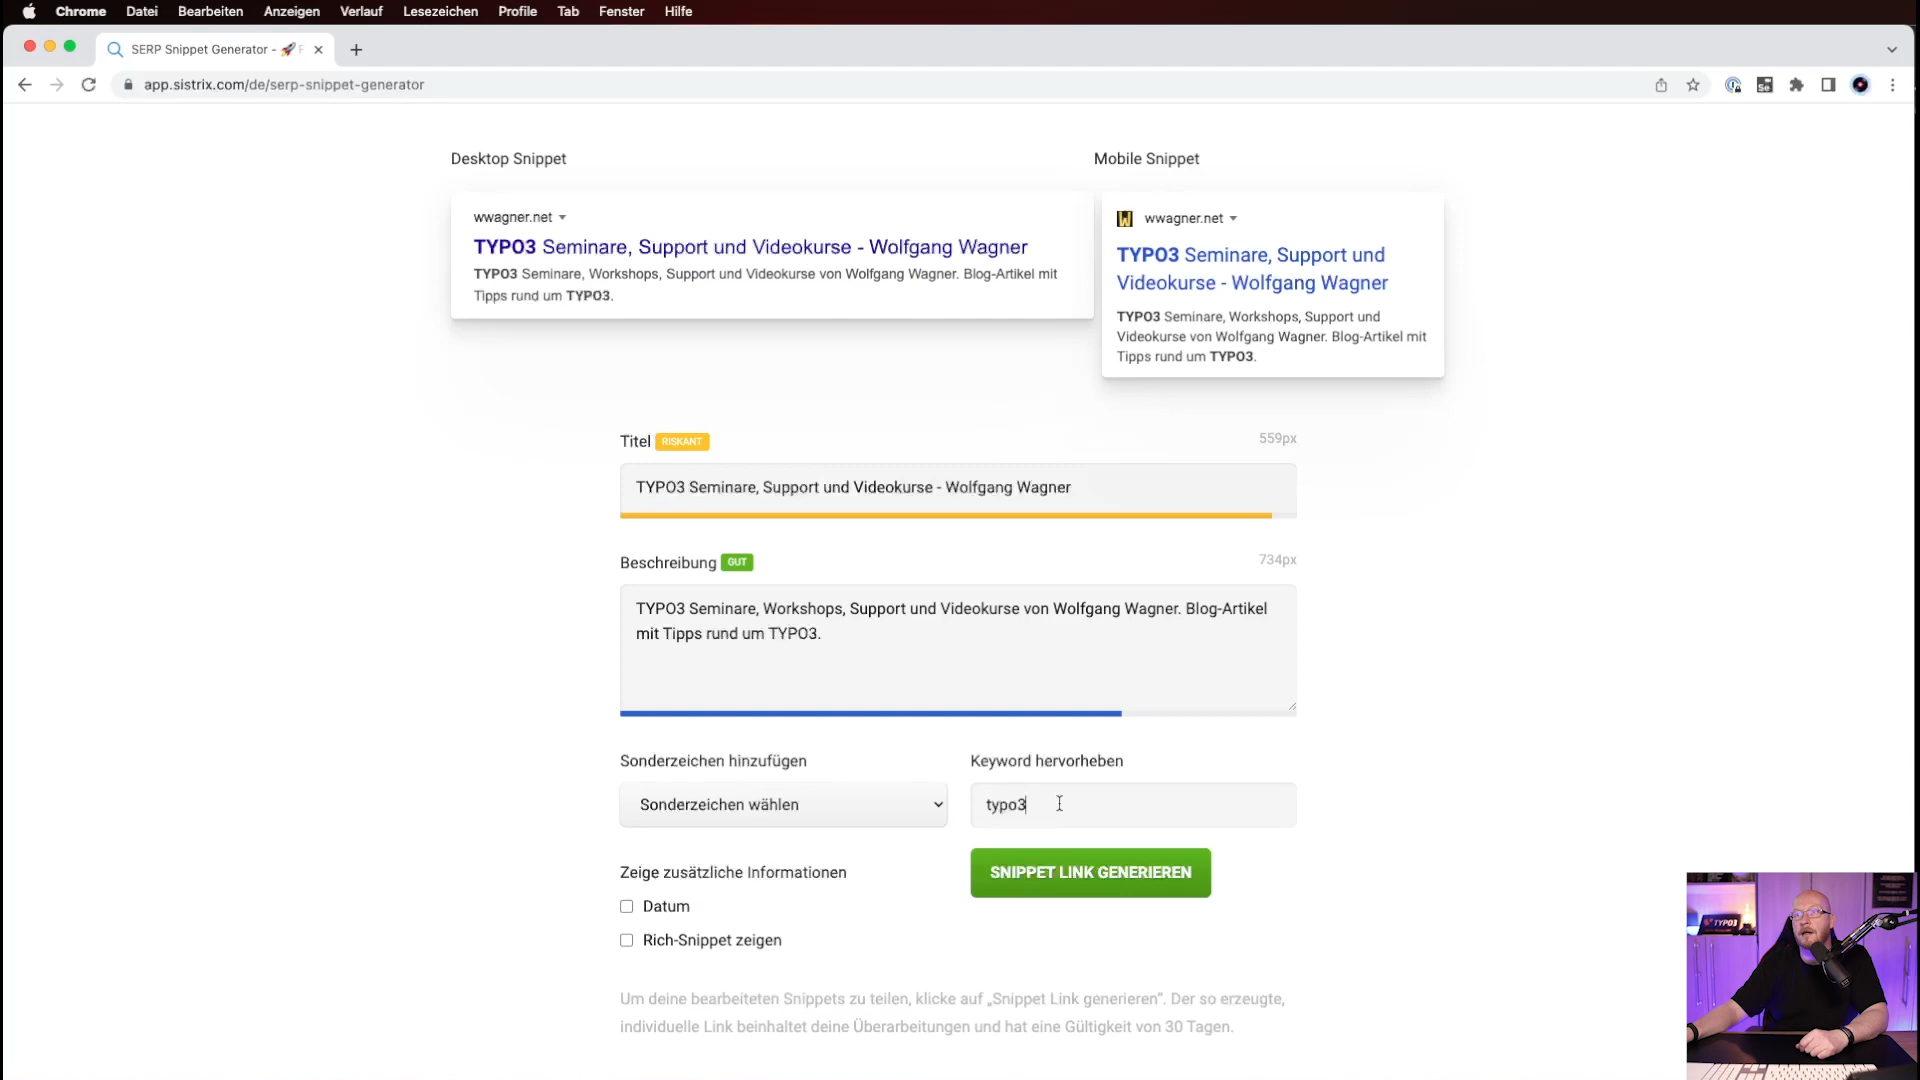 Chrome Datei Bearbeiten Anzeigen Verlauf Lesezeichen Profile Tab Fenster Hilfe
SERP Snippet Generator - 🚀
app.sistrix.com/de/serp-snippet-generator
Desktop Snippet
wwagner.net
TYPO3 Seminare, Support und Videokurse - Wolfgang Wagner
TYPO3 Seminare, Workshops, Support und Videokurse von Wolfgang Wagner. Blog-Artikel mit
Tipps rund um TYPO3.
Mobile Snippet
wwagner.net
TYPO3 Seminare, Support und
Videokurse - Wolfgang Wagner
TYPO3 Seminare, Workshops, Support und
Videokurse von Wolfgang Wagner. Blog-Artikel mit
Tipps rund um TYPO3.
Titel RISKANT 559px
TYPO3 Seminare, Support und Videokurse - Wolfgang Wagner
Beschreibung GUT 734px
TYPO3 Seminare, Workshops, Support und Videokurse von Wolfgang Wagner. Blog-Artikel
mit Tipps rund um TYPO3.
Sonderzeichen hinzufügen
Sonderzeichen wählen
Keyword hervorheben
typo3
SNIPPET LINK GENERIEREN
Zeige zusätzliche Informationen
Datum
Rich-Snippet zeigen
Um deine bearbeiteten Snippets zu teilen, klicke auf „Snippet Link generieren”. Der so erzeugte,
individuelle Link beinhaltet deine Überarbeitungen und hat eine Gültigkeit von 30 Tagen.
TYPO3